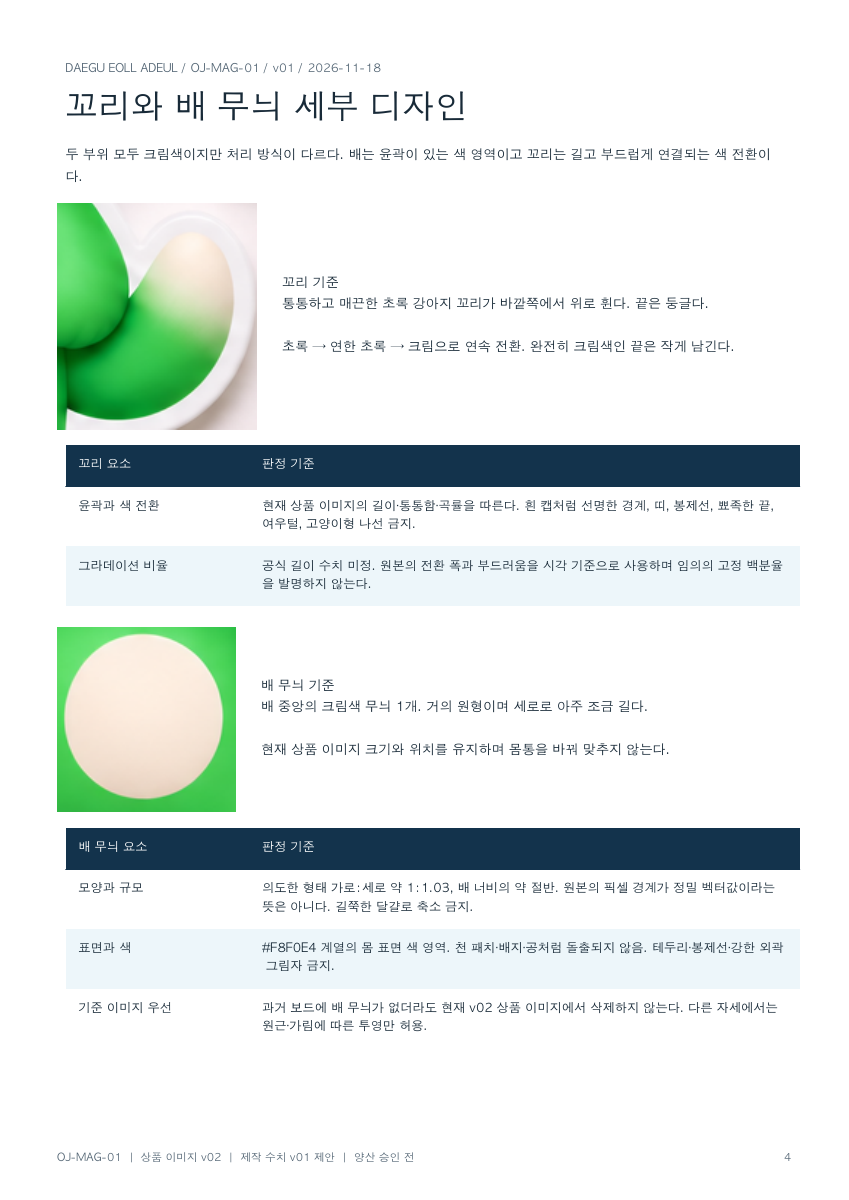 DAEGU EOLL ADEUL / OJ-MAG-01 / v01 / 2026-11-18
꼬리와 배 무늬 세부 디자인
두 부위 모두 크림색이지만 처리 방식이 다르다. 배는 윤곽이 있는 색 영역이고 꼬리는 길고 부드럽게 연결되는 색 전환이
다.
꼬리 기준
통통하고 매끈한 초록 강아지 꼬리가 바깥쪽에서 위로 휜다. 끝은 둥글다.
초록 → 연한 초록 → 크림으로 연속 전환. 완전히 크림색인 끝은 작게 남긴다.
꼬리 요소 판정 기준
윤곽과 색 전환 현재 상품 이미지의 길이·통통함·곡률을 따른다. 흰 캡처럼 선명한 경계, 띠, 봉제선, 뾰족한 끝,
여우털, 고양이형 나선 금지.
그라데이션 비율 공식 길이 수치 미정. 원본의 전환 폭과 부드러움을 시각 기준으로 사용하며 임의의 고정 백분율
을 발명하지 않는다.
배 무늬 기준
배 중앙의 크림색 무늬 1개. 거의 원형이며 세로로 아주 조금 길다.
현재 상품 이미지 크기와 위치를 유지하며 몸통을 바꿔 맞추지 않는다.
배 무늬 요소 판정 기준
모양과 규모 의도한 형태 가로:세로 약 1:1.03, 배 너비의 약 절반. 원본의 픽셀 경계가 정밀 벡터값이라는
뜻은 아니다. 길쭉한 달걀로 축소 금지.
표면과 색 #F8F0E4 계열의 몸 표면 색 영역. 천 패치·배지·공처럼 돌출되지 않음. 테두리·봉제선·강한 외곽
그림자 금지.
기준 이미지 우선 과거 보드에 배 무늬가 없더라도 현재 v02 상품 이미지에서 삭제하지 않는다. 다른 자세에서는
원근·가림에 따른 투영만 허용.
OJ-MAG-01 | 상품 이미지 v02 | 제작 수치 v01 제안 | 양산 승인 전 4